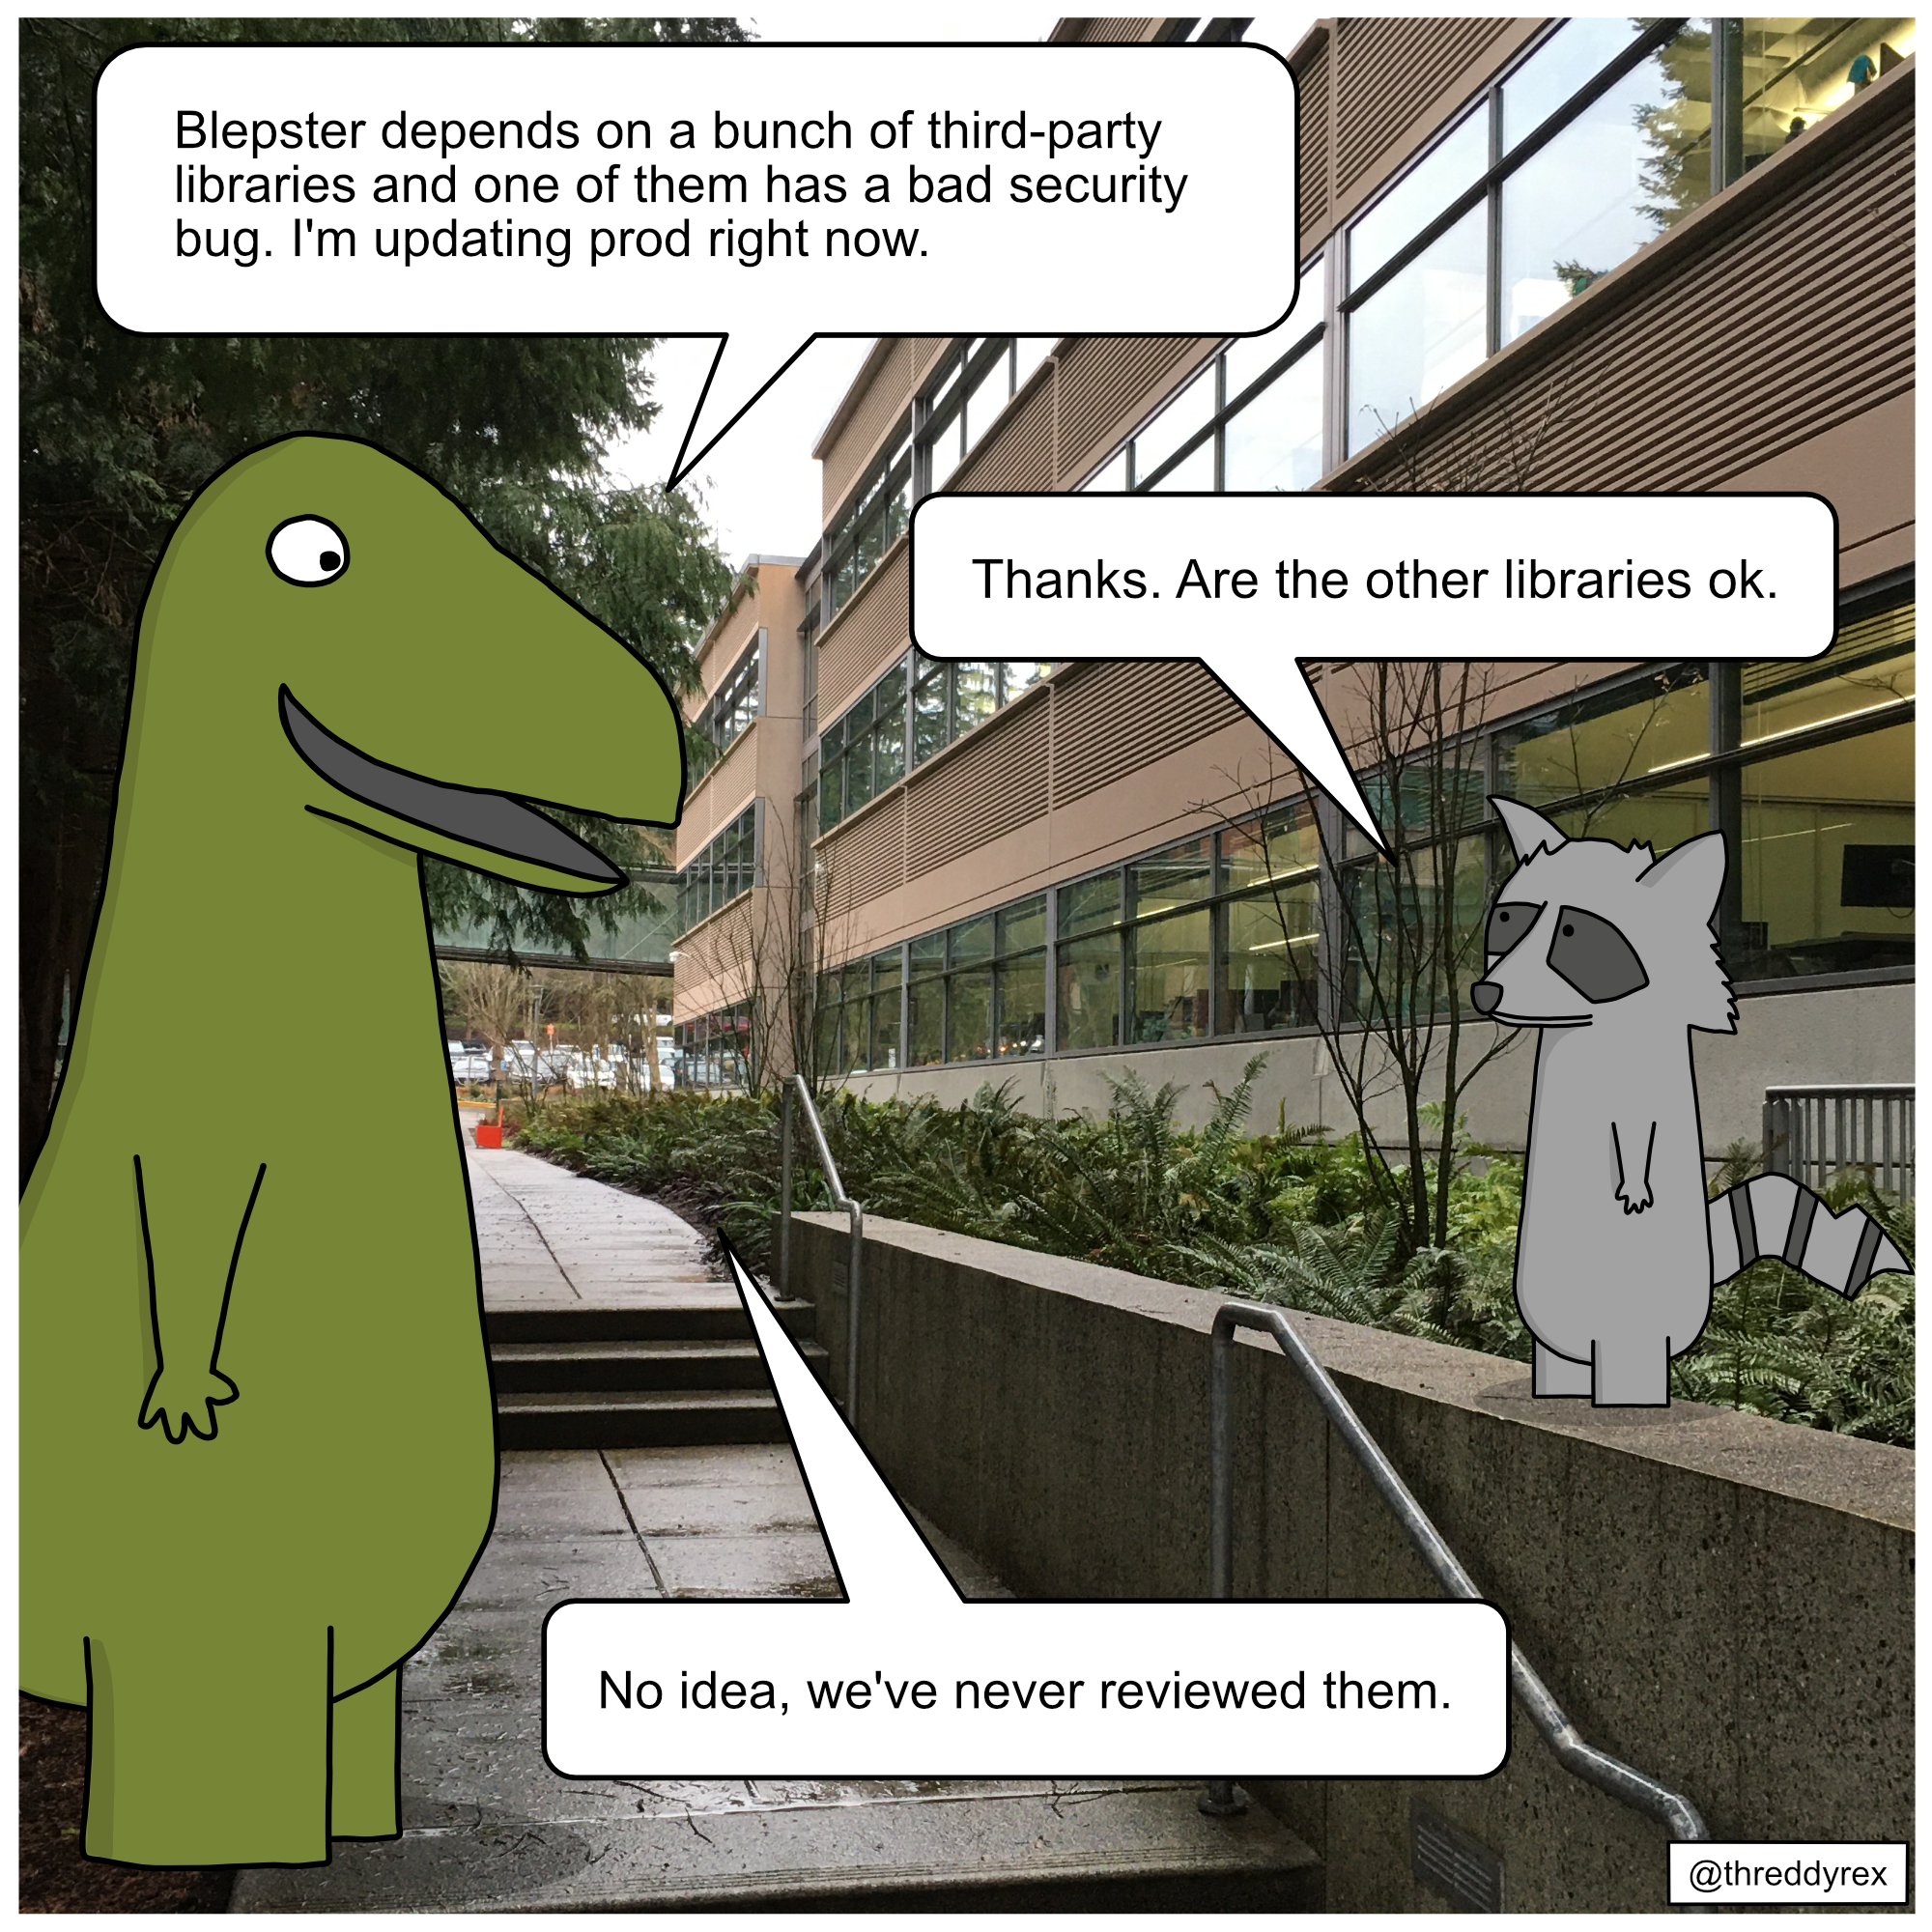 Blepster depends on a bunch of third-party
libraries and one of them has a bad security
bug. I'm updating prod right now.
Thanks. Are the other libraries ok.
No idea, we've never reviewed them.
@threddyrex